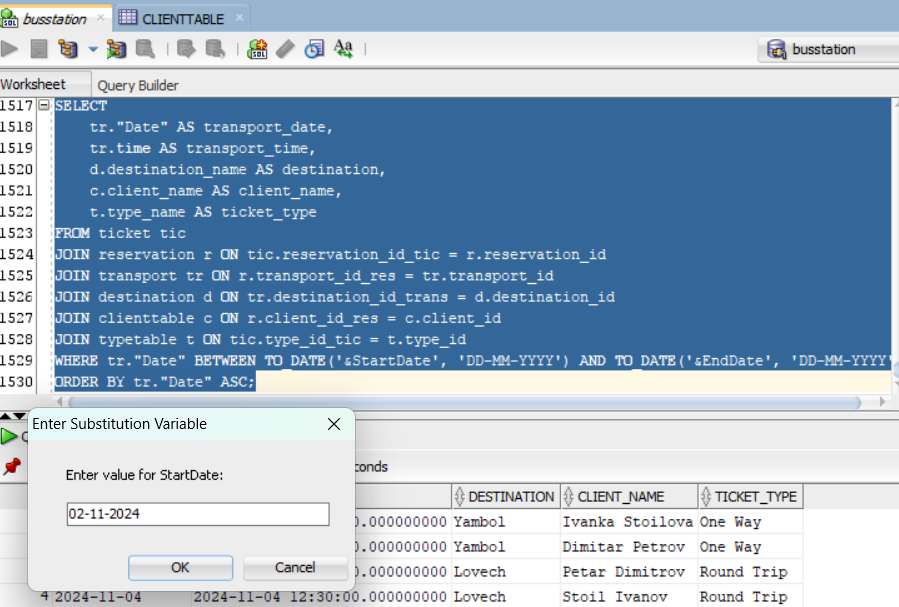 busstation CLIENTTABLE
busstation
Worksheet Query Builder
1517 SELECT
1518 tr."Date" AS transport_date,
1519 tr.time AS transport_time,
1520 d.destination_name AS destination,
1521 c.client_name AS client_name,
1522 t.type_name AS ticket_type
1523 FROM ticket tic
1524 JOIN reservation r ON tic.reservation_id_tic = r.reservation_id
1525 JOIN transport tr ON r.transport_id_res = tr.transport_id
1526 JOIN destination d ON tr.destination_id_trans = d.destination_id
1527 JOIN clienttable c ON r.client_id_res = c.client_id
1528 JOIN typetable t ON tic.type_id_tic = t.type_id
1529 WHERE tr."Date" BETWEEN TO_DATE('&StartDate', 'DD-MM-YYYY') AND TO_DATE('&EndDate', 'DD-MM-YYYY'
1530 ORDER BY tr."Date" ASC;
Enter Substitution Variable
Enter value for StartDate:
02-11-2024
OK Cancel
conds
DESTINATION CLIENT_NAME TICKET_TYPE
0.000000000 Yambol Ivanka Stoilova One Way
0.000000000 Yambol Dimitar Petrov One Way
0.000000000 Lovech Petar Dimitrov Round Trip
4 2024-11-04 2024-11-04 12:30:00.000000000 Lovech Stoil Ivanov Round Trip